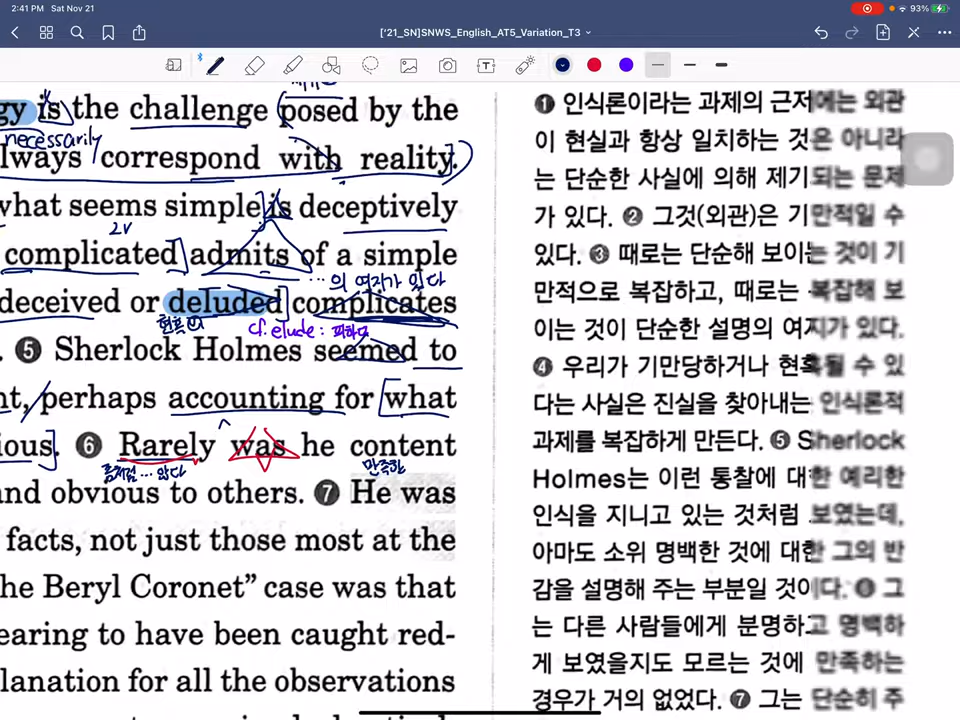 2:41 PM Sat Nov 21
93%
['21_SN]SNWS_English_AT5_Variation_T3
gy is the challenge posed by the
necessarily
lways correspond with reality.
what seems simple is deceptively
2v
complicated admits of a simple
…의 여지가 있다
deceived or deluded complicates
cf. elude : 피하다
❺ Sherlock Holmes seemed to
nt, perhaps accounting for what
ious. ❻ Rarely was he content
좀처럼 … 않다
만족한
and obvious to others. ❼ He was
facts, not just those most at the
he Beryl Coronet” case was that
earing to have been caught red-
lanation for all the observations
❶ 인식론이라는 과제의 근저에는 외관
이 현실과 항상 일치하는 것은 아니라
는 단순한 사실에 의해 제기되는 문제
가 있다. ❷ 그것(외관)은 기만적일 수
있다. ❸ 때로는 단순해 보이는 것이 기
만적으로 복잡하고, 때로는 복잡해 보
이는 것이 단순한 설명의 여지가 있다.
❹ 우리가 기만당하거나 현혹될 수 있
다는 사실은 진실을 찾아내는 인식론적
과제를 복잡하게 만든다. ❺ Sherlock
Holmes는 이런 통찰에 대한 예리한
인식을 지니고 있는 것처럼 보였는데,
아마도 소위 명백한 것에 대한 그의 반
감을 설명해 주는 부분일 것이다. ❻ 그
는 다른 사람들에게 분명하고 명백하
게 보였을지도 모르는 것에 만족하는
경우가 거의 없었다. ❼ 그는 단순히 주